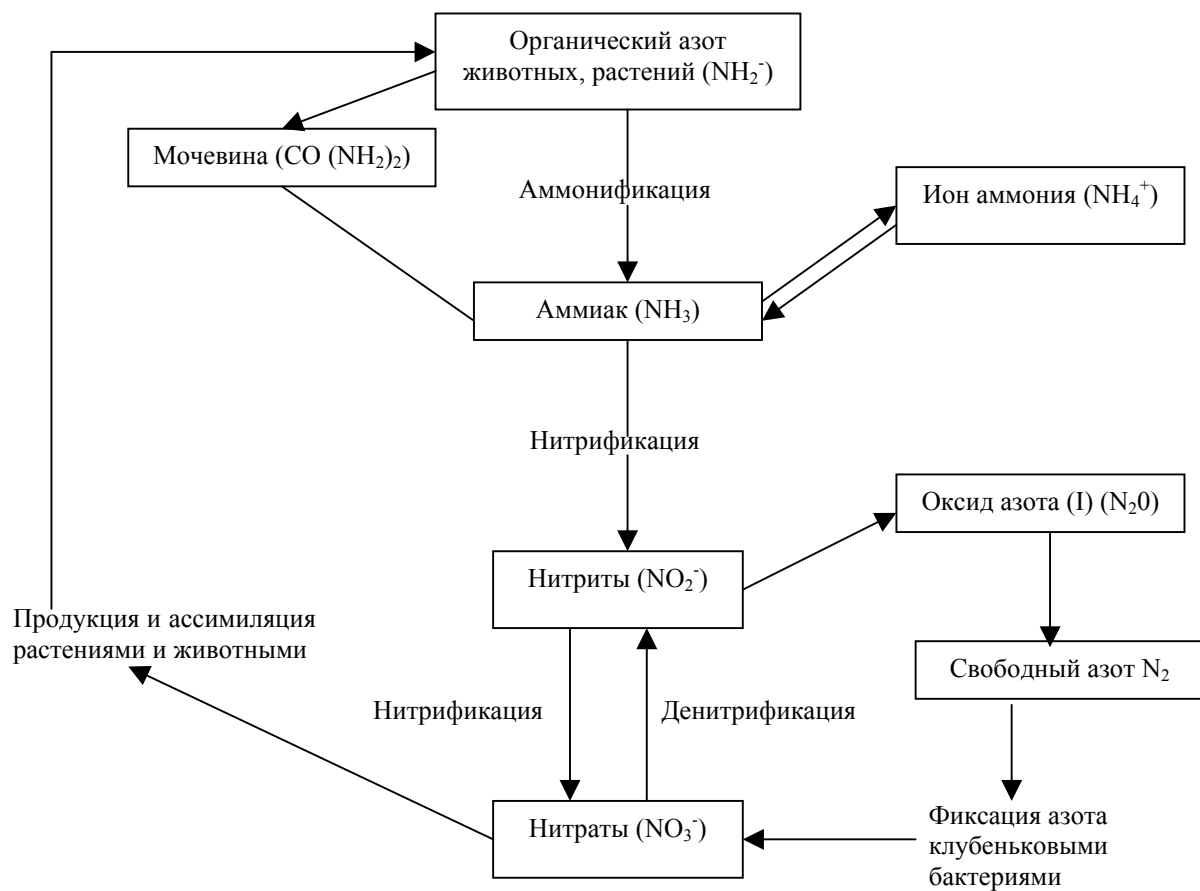 Органический азот
животных, растений (NH₂⁻)
Мочевина (CO (NH₂)₂)
Аммонификация
Ион аммония (NH₄⁺)
Аммиак (NH₃)
Нитрификация
Оксид азота (I) (N₂0)
Нитриты (NO₂⁻)
Продукция и ассимиляция
растениями и животными
Свободный азот N₂
Нитрификация
Денитрификация
Нитраты (NO₃⁻)
Фиксация азота
клубеньковыми
бактериями